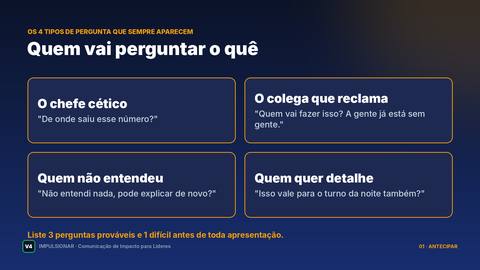 OS 4 TIPOS DE PERGUNTA QUE SEMPRE APARECEM
Quem vai perguntar o quê
O chefe cético
"De onde saiu esse número?"
O colega que reclama
"Quem vai fazer isso? A gente já está sem
gente."
Quem não entendeu
"Não entendi nada, pode explicar de novo?"
Quem quer detalhe
"Isso vale para o turno da noite também?"
Liste 3 perguntas prováveis e 1 difícil antes de toda apresentação.
V4 IMPULSIONAR · Comunicação de Impacto para Líderes
01 · ANTECIPAR